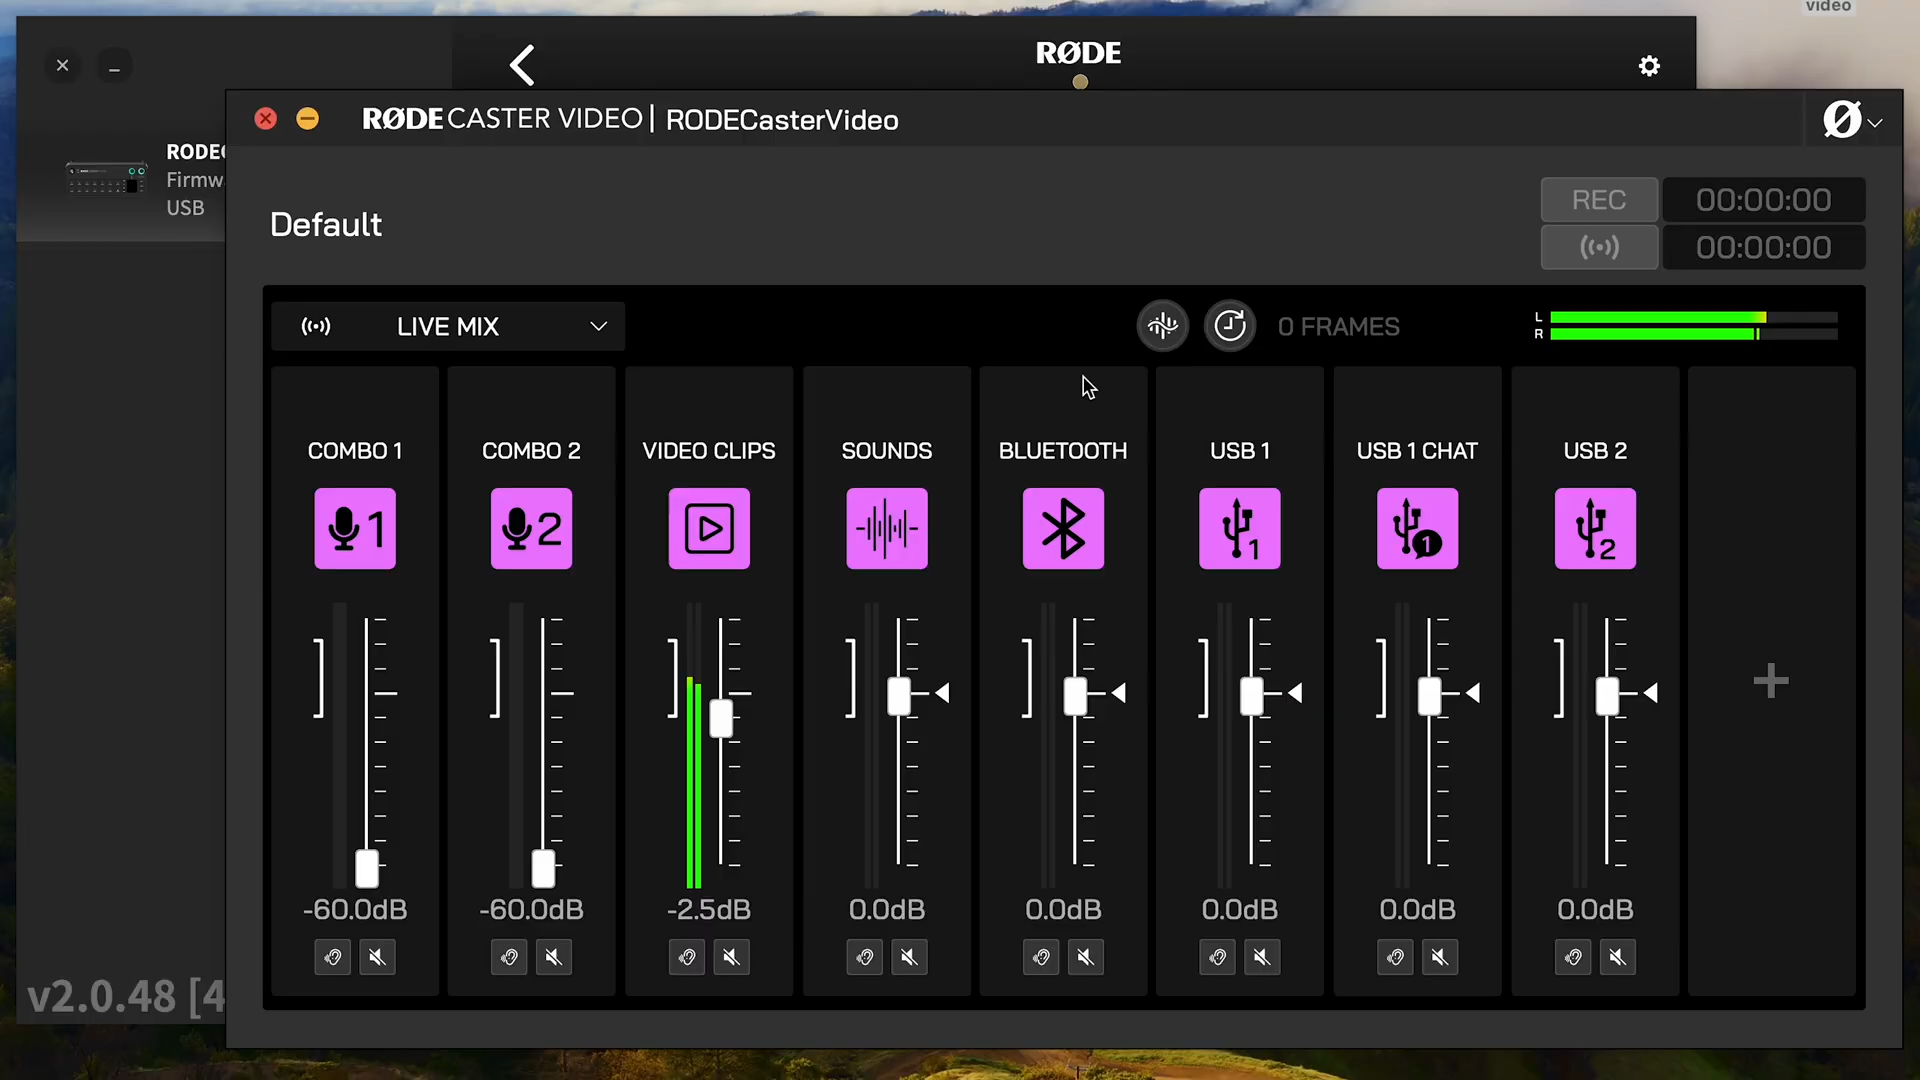 video
RØDE
RØDECASTER VIDEO | RODECasterVideo
Firmw
USB
Default
REC 00:00:00
00:00:00
LIVE MIX
0 FRAMES
L
R
COMBO 1 COMBO 2 VIDEO CLIPS SOUNDS BLUETOOTH USB 1 USB 1 CHAT USB 2
1 2 1 1 2
-60.0dB -60.0dB -2.5dB 0.0dB 0.0dB 0.0dB 0.0dB 0.0dB
v2.0.48 [4